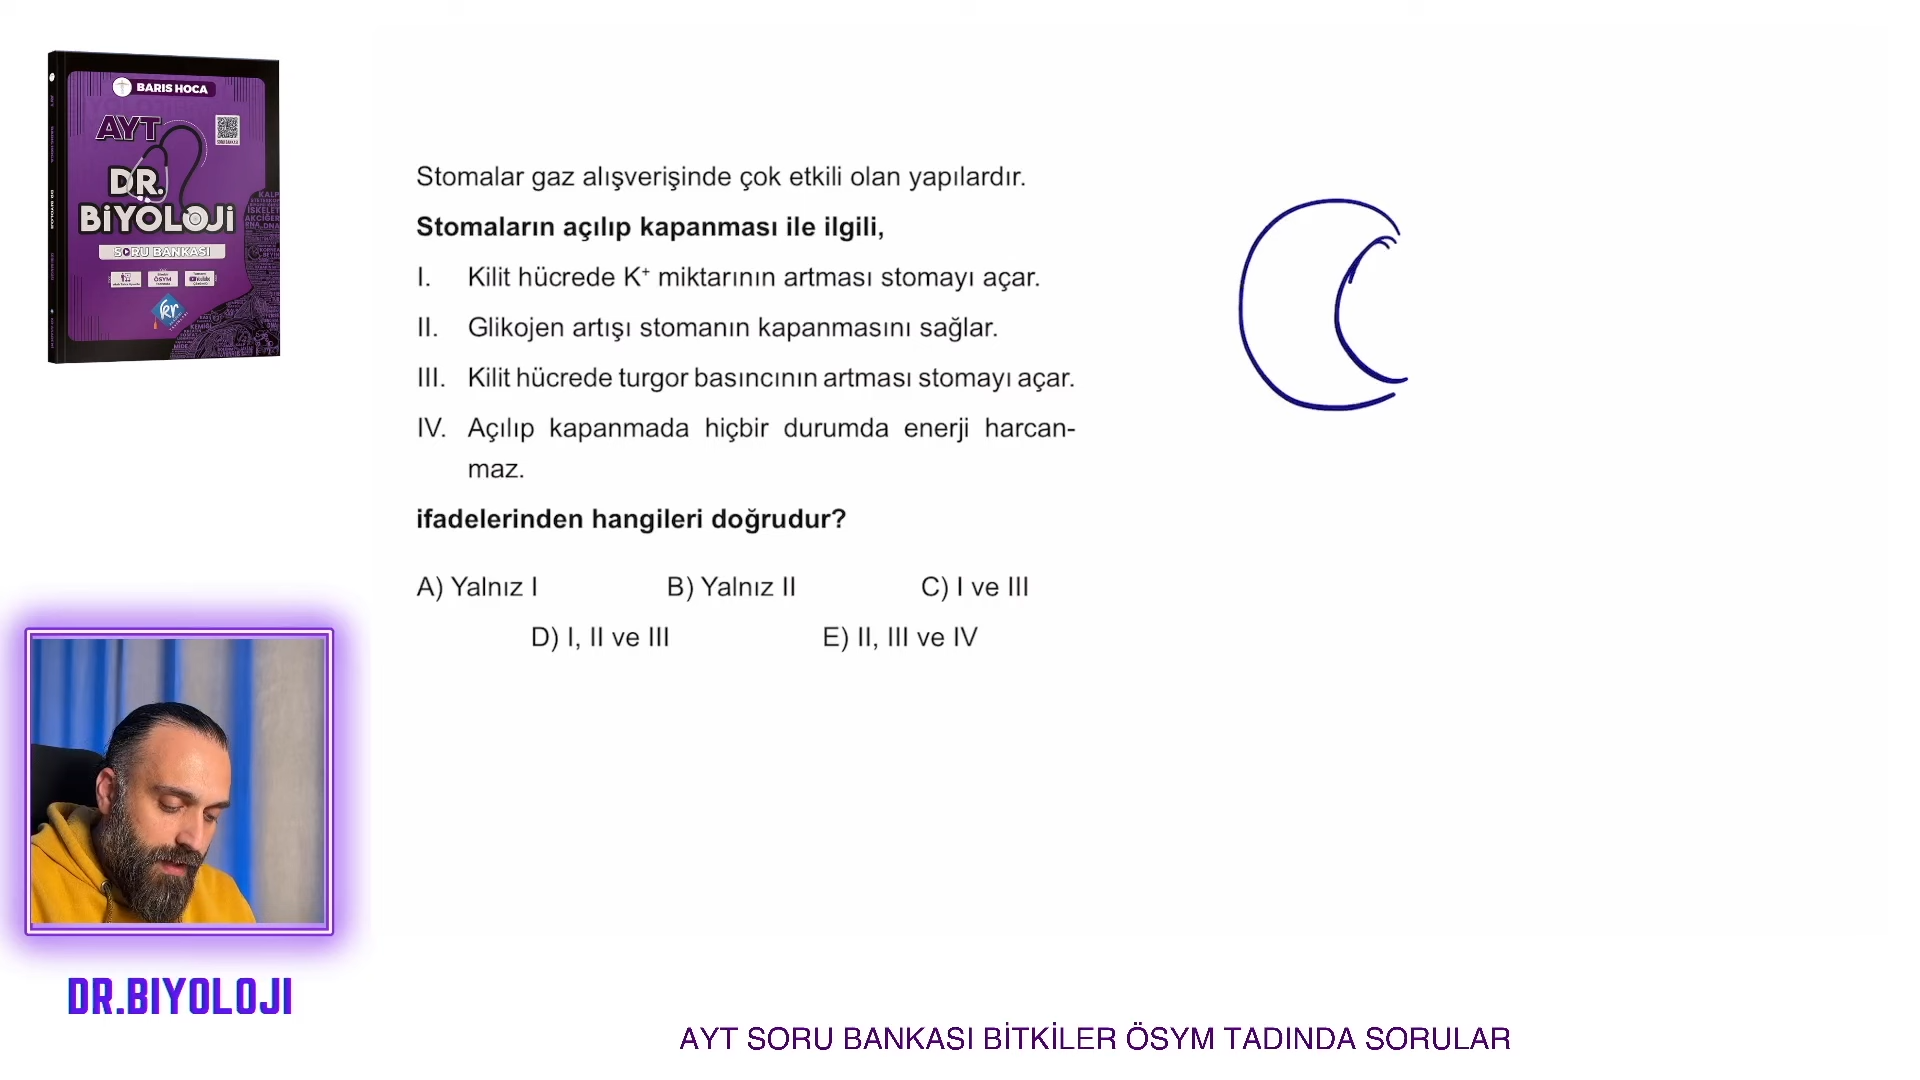 BARIS HOCA
AYT
DR.
BİYOLOJİ
SORU BANKASI
Stomalar gaz alışverişinde çok etkili olan yapılardır.
Stomaların açılıp kapanması ile ilgili,
I. Kilit hücrede K⁺ miktarının artması stomayı açar.
II. Glikojen artışı stomanın kapanmasını sağlar.
III. Kilit hücrede turgor basıncının artması stomayı açar.
IV. Açılıp kapanmada hiçbir durumda enerji harcan-
maz.
ifadelerinden hangileri doğrudur?
A) Yalnız I B) Yalnız II C) I ve III
D) I, II ve III E) II, III ve IV
DR.BIYOLOJI
AYT SORU BANKASI BİTKİLER ÖSYM TADINDA SORULAR